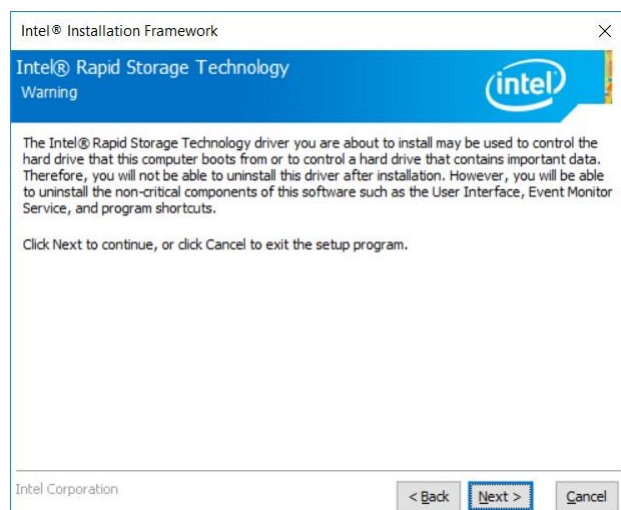 Intel® Installation Framework
Intel® Rapid Storage Technology
Warning
intel
The Intel® Rapid Storage Technology driver you are about to install may be used to control the
hard drive that this computer boots from or to control a hard drive that contains important data.
Therefore, you will not be able to uninstall this driver after installation. However, you will be able
to uninstall the non-critical components of this software such as the User Interface, Event Monitor
Service, and program shortcuts.
Click Next to continue, or click Cancel to exit the setup program.
Intel Corporation
< Back Next > Cancel